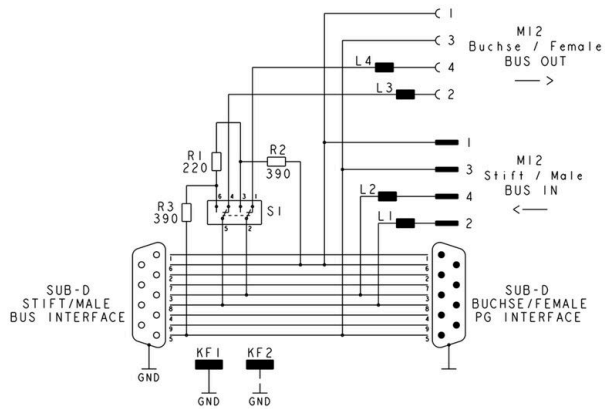 1
M12
3
Buchse / Female
BUS OUT
L4
4
L3
2
R1
220
R2
390
1
M12
3
Stift / Male
BUS IN
L2
4
L1
2
R3
390
6 4 3 1
S1
5 2
1 1
6 6
2 2
7 7
3 3
8 8
4 4
9 9
5 5
SUB-D
STIFT/MALE
BUS INTERFACE
SUB-D
BUCHSE/FEMALE
PG INTERFACE
KF1
KF2
GND
GND
GND